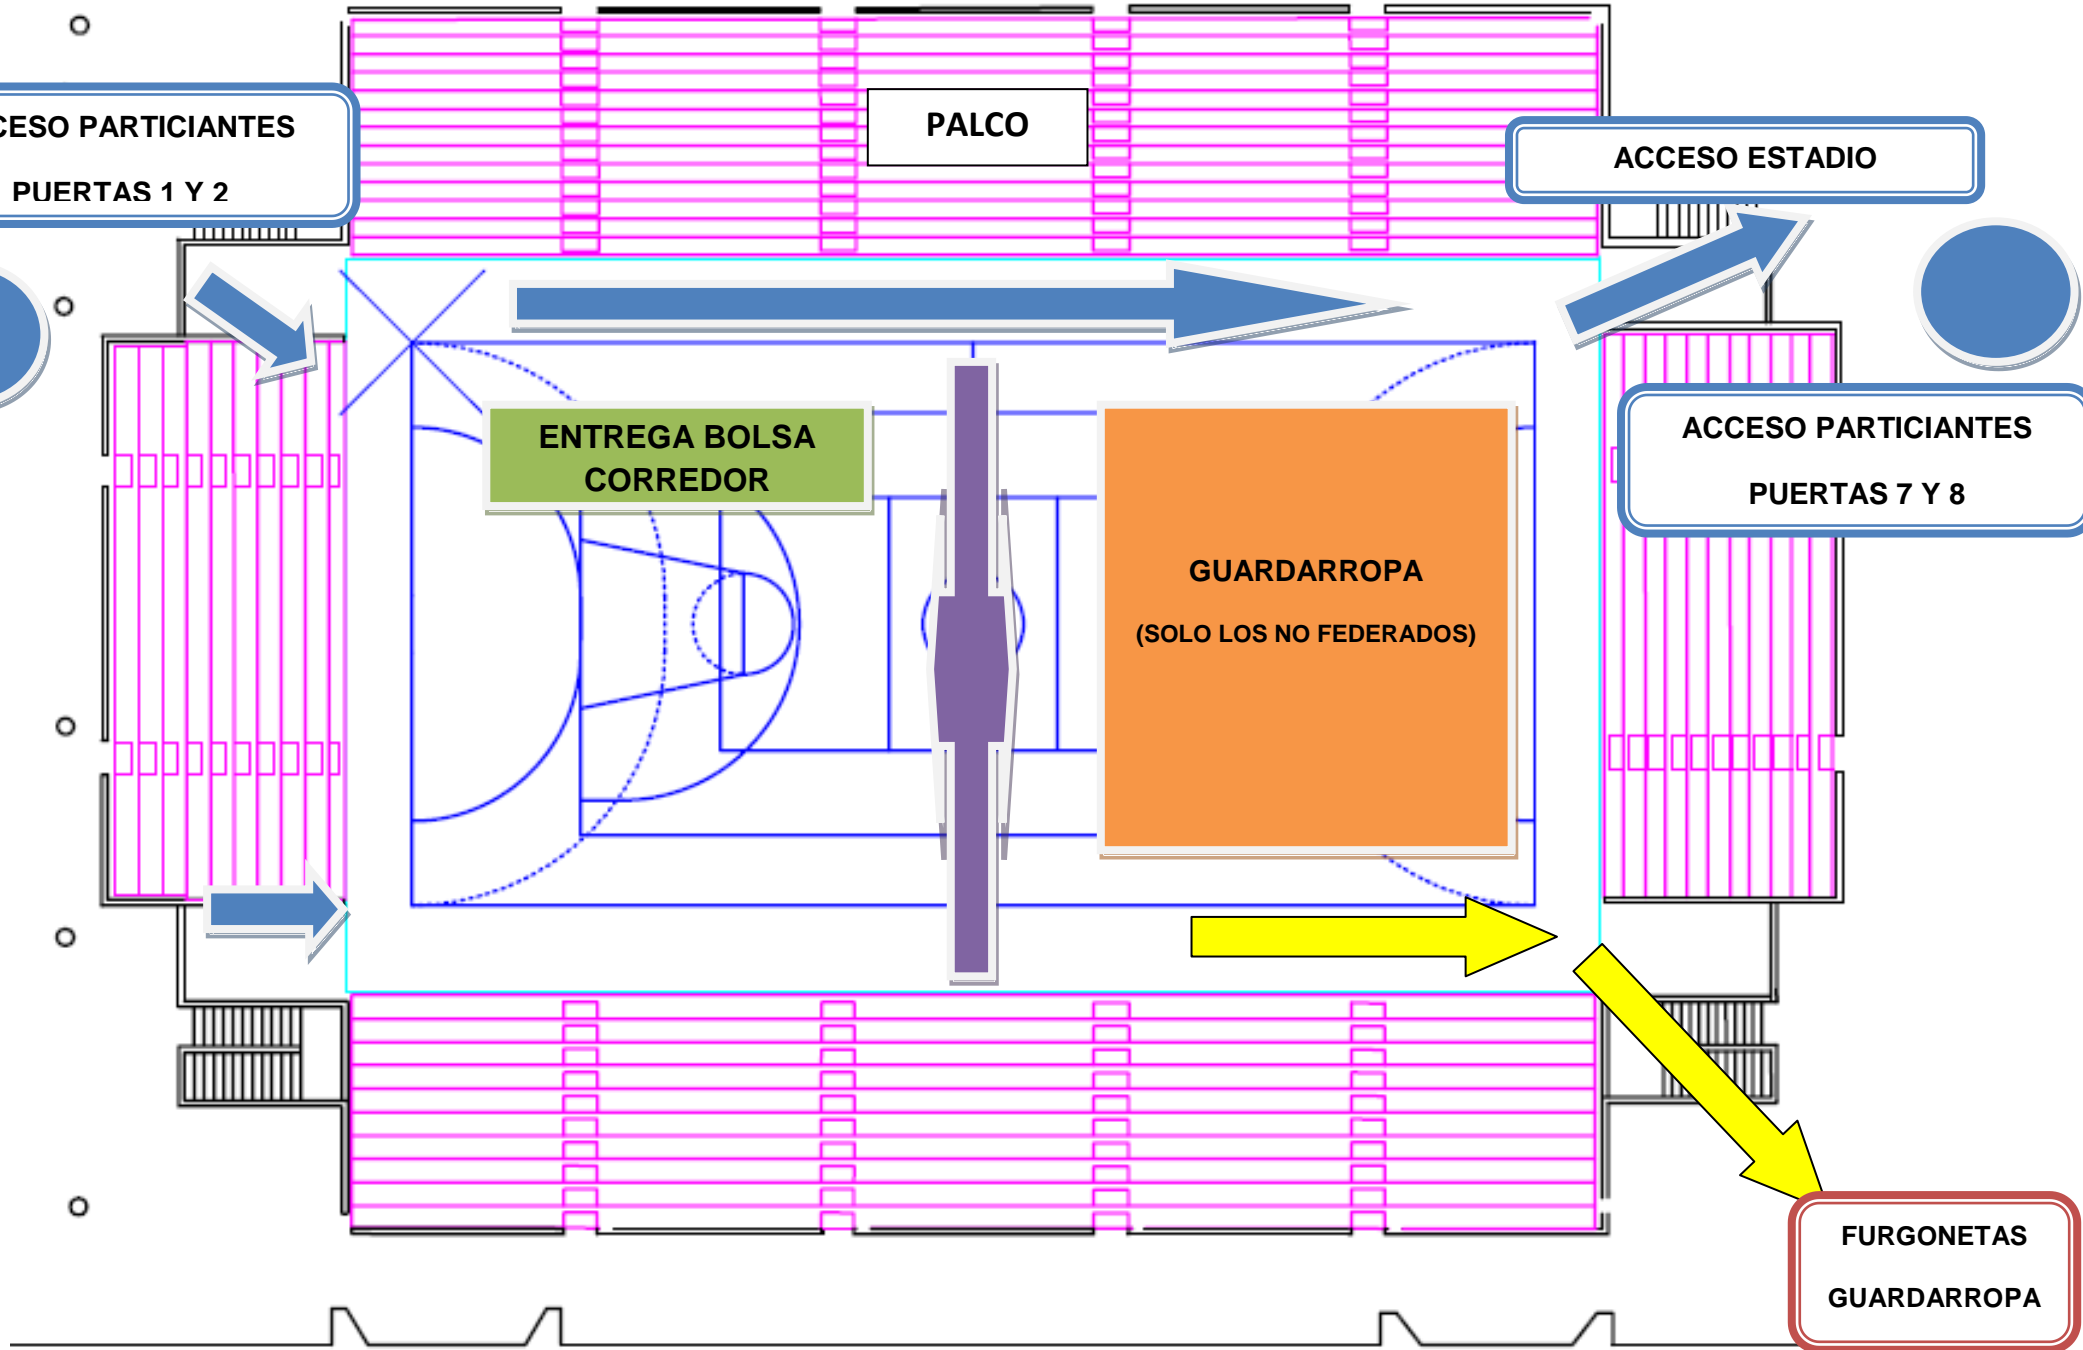 CESO PARTICIANTES
PUERTAS 1 Y 2
PALCO
ACCESO ESTADIO
ENTREGA BOLSA
CORREDOR
GUARDARROPA
(SOLO LOS NO FEDERADOS)
ACCESO PARTICIANTES
PUERTAS 7 Y 8
FURGONETAS
GUARDARROPA